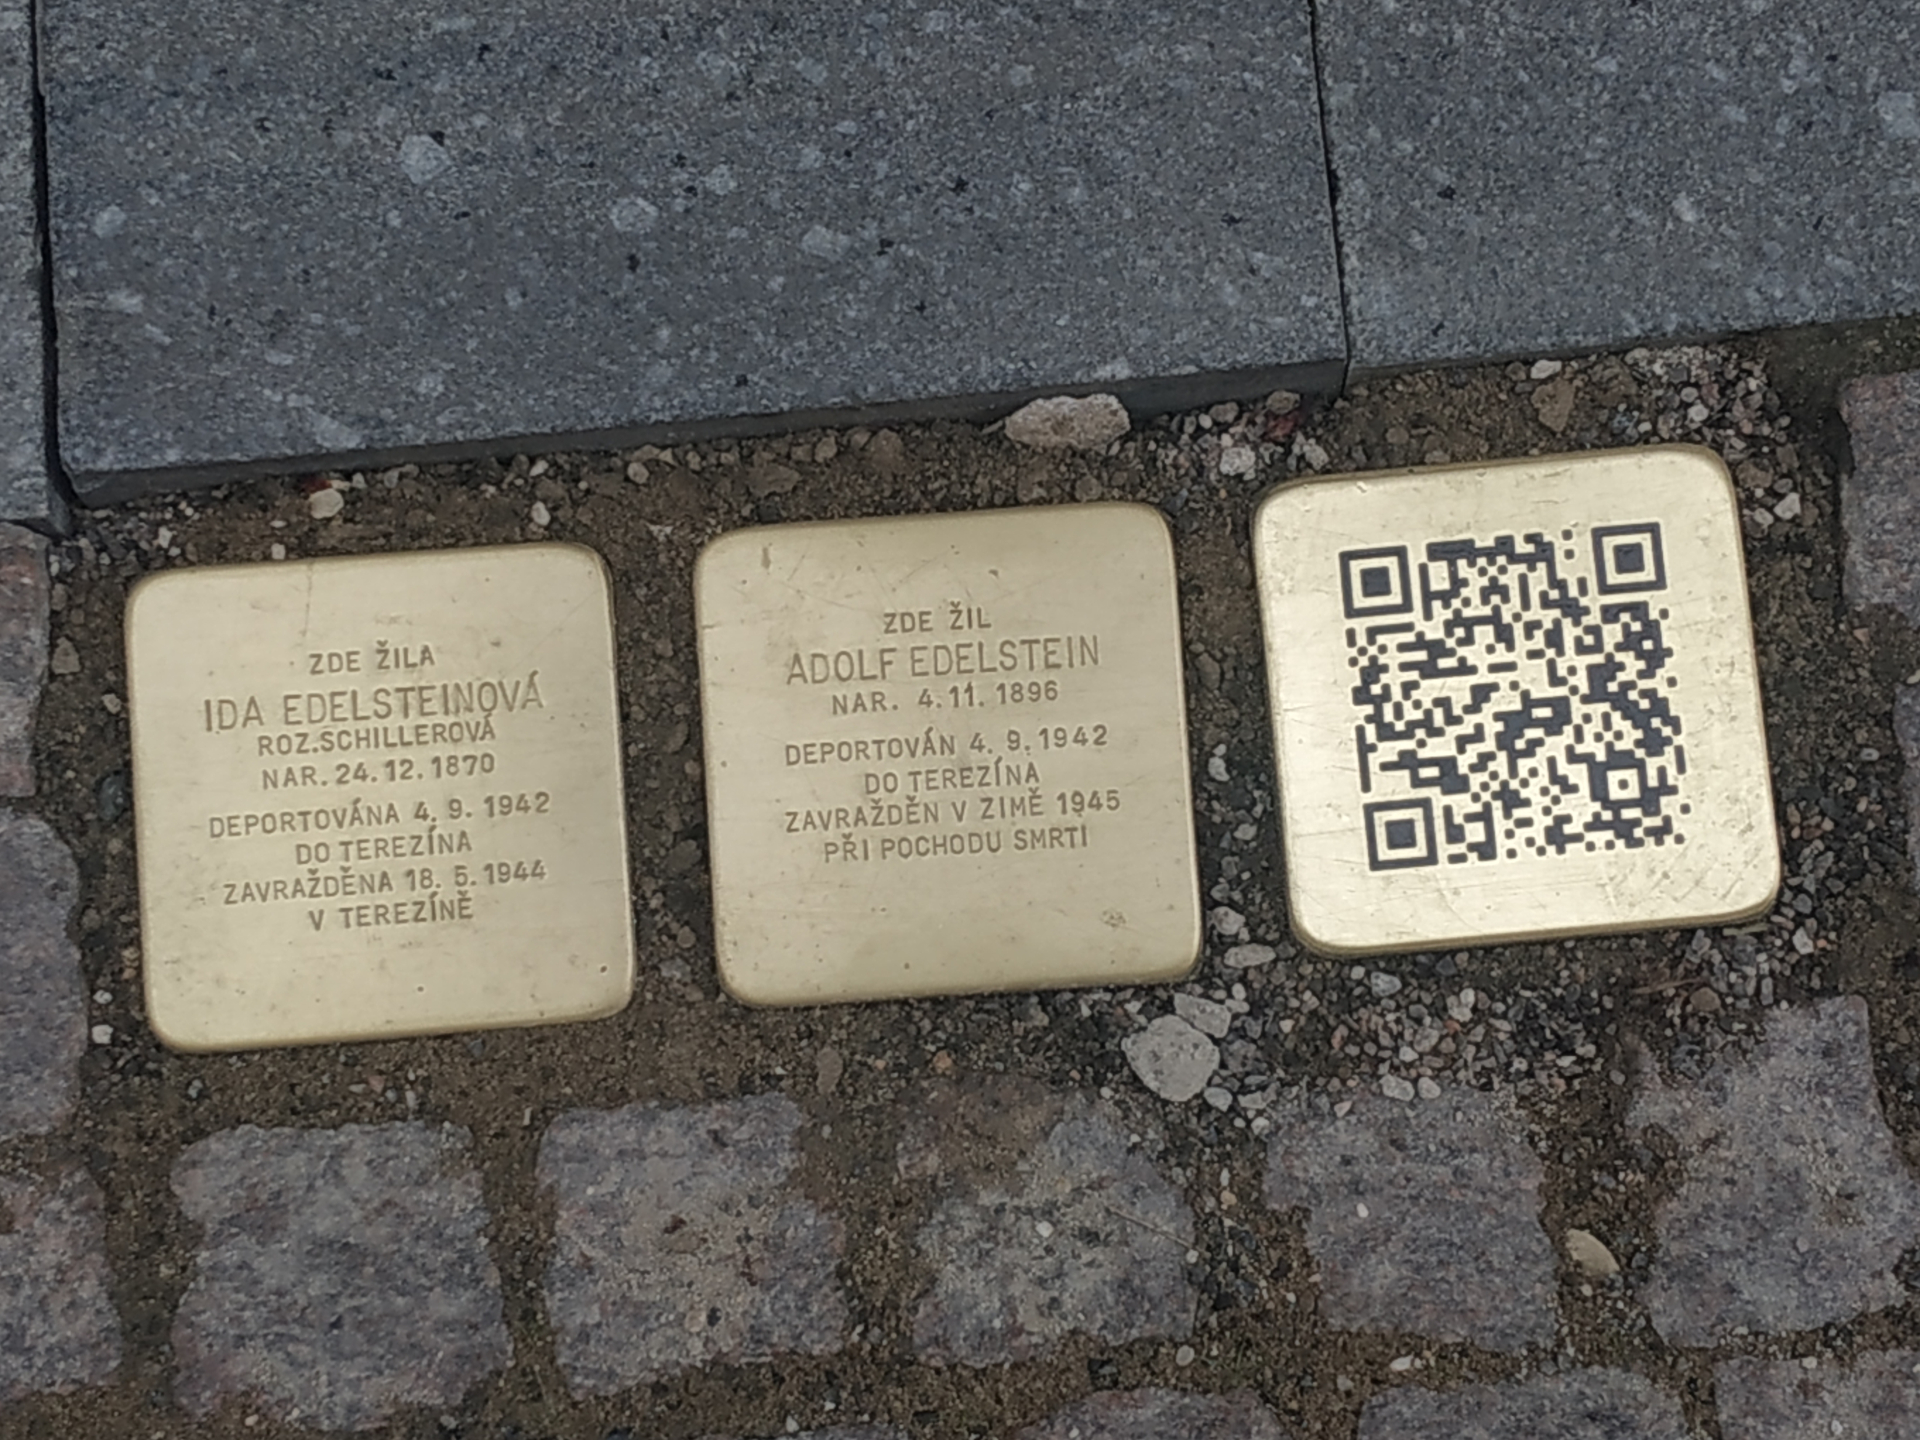 ZDE ŽILA
IDA EDELSTEINOVÁ
ROZ.SCHILLEROVÁ
NAR. 24. 12. 1870
DEPORTOVÁNA 4. 9. 1942
DO TEREZÍNA
ZAVRAŽDĚNA 18. 5. 1944
V TEREZÍNĚ
ZDE ŽIL
ADOLF EDELSTEIN
NAR. 4. 11. 1896
DEPORTOVÁN 4. 9. 1942
DO TEREZÍNA
ZAVRAŽDĚN V ZIMĚ 1945
PŘI POCHODU SMRTI